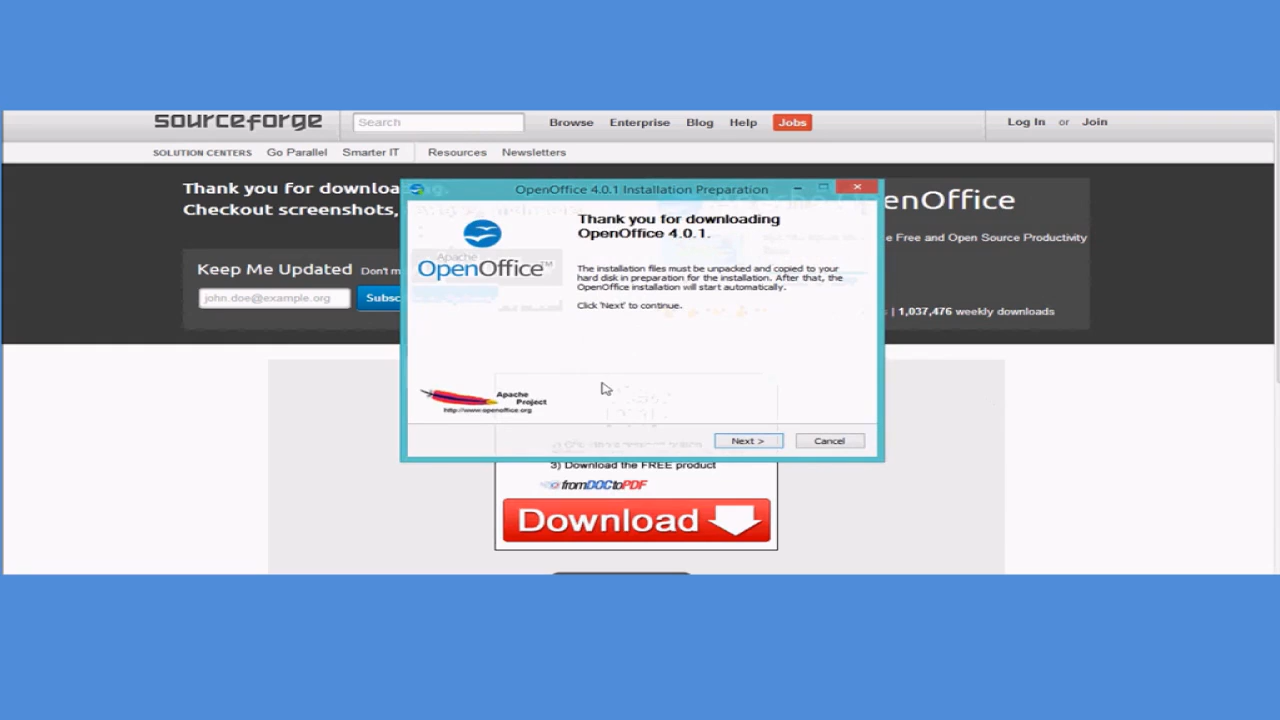 sourceforge
Search
Browse Enterprise Blog Help Jobs
Log In or Join
SOLUTION CENTERS Go Parallel Smarter IT Resources Newsletters
Thank you for downloa
Checkout screenshots,
Keep Me Updated Don't m
john.doe@example.org
Subsc
OpenOffice 4.0.1 Installation Preparation
Thank you for downloading
OpenOffice 4.0.1.
Apache
OpenOffice™
The installation files must be unpacked and copied to your
hard disk in preparation for the installation. After that, the
OpenOffice installation will start automatically.
Click 'Next' to continue.
Apache
Project
http://www.openoffice.org
Next >
Cancel
enOffice
e Free and Open Source Productivity
| 1,037,476 weekly downloads
3) Download the FREE product
fromDOCtoPDF
Download